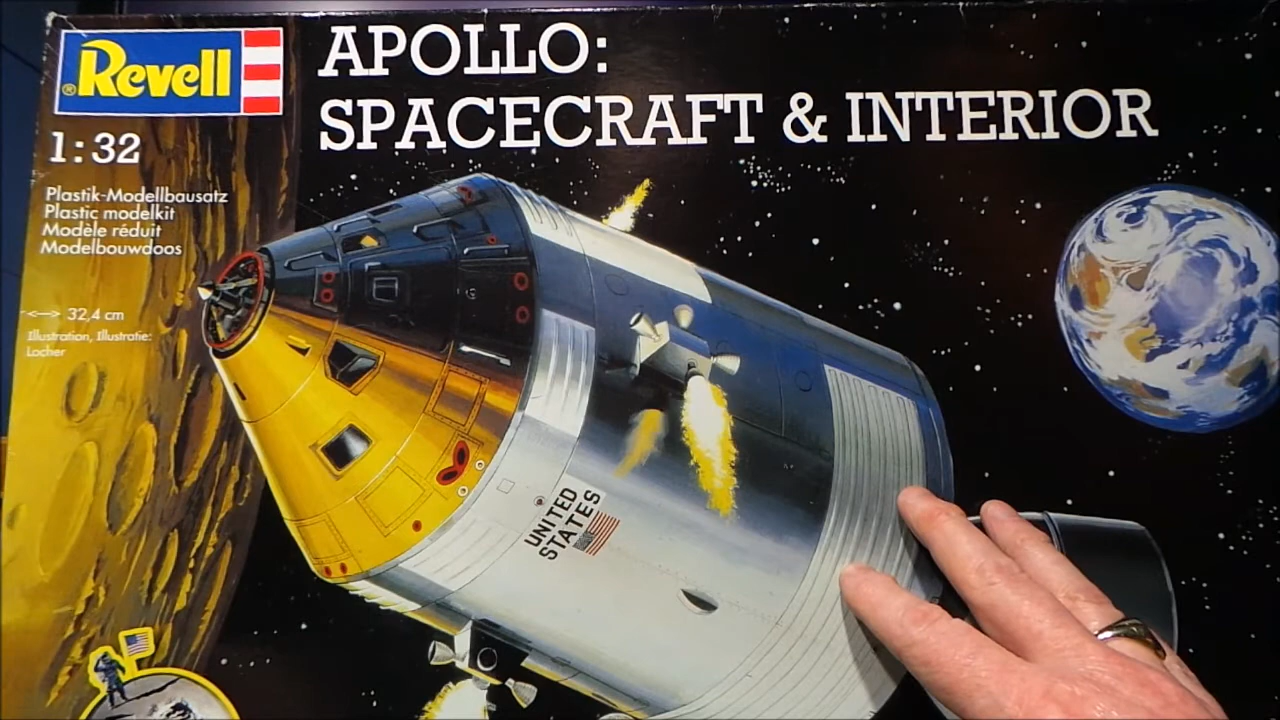 ® Revell
APOLLO:
SPACECRAFT & INTERIOR
1:32
Plastik-Modellbausatz
Plastic modelkit
Modèle réduit
Modelbouwdoos
<--> 32,4 cm
Illustration, Illustratie:
Locher
UNITED
STATES